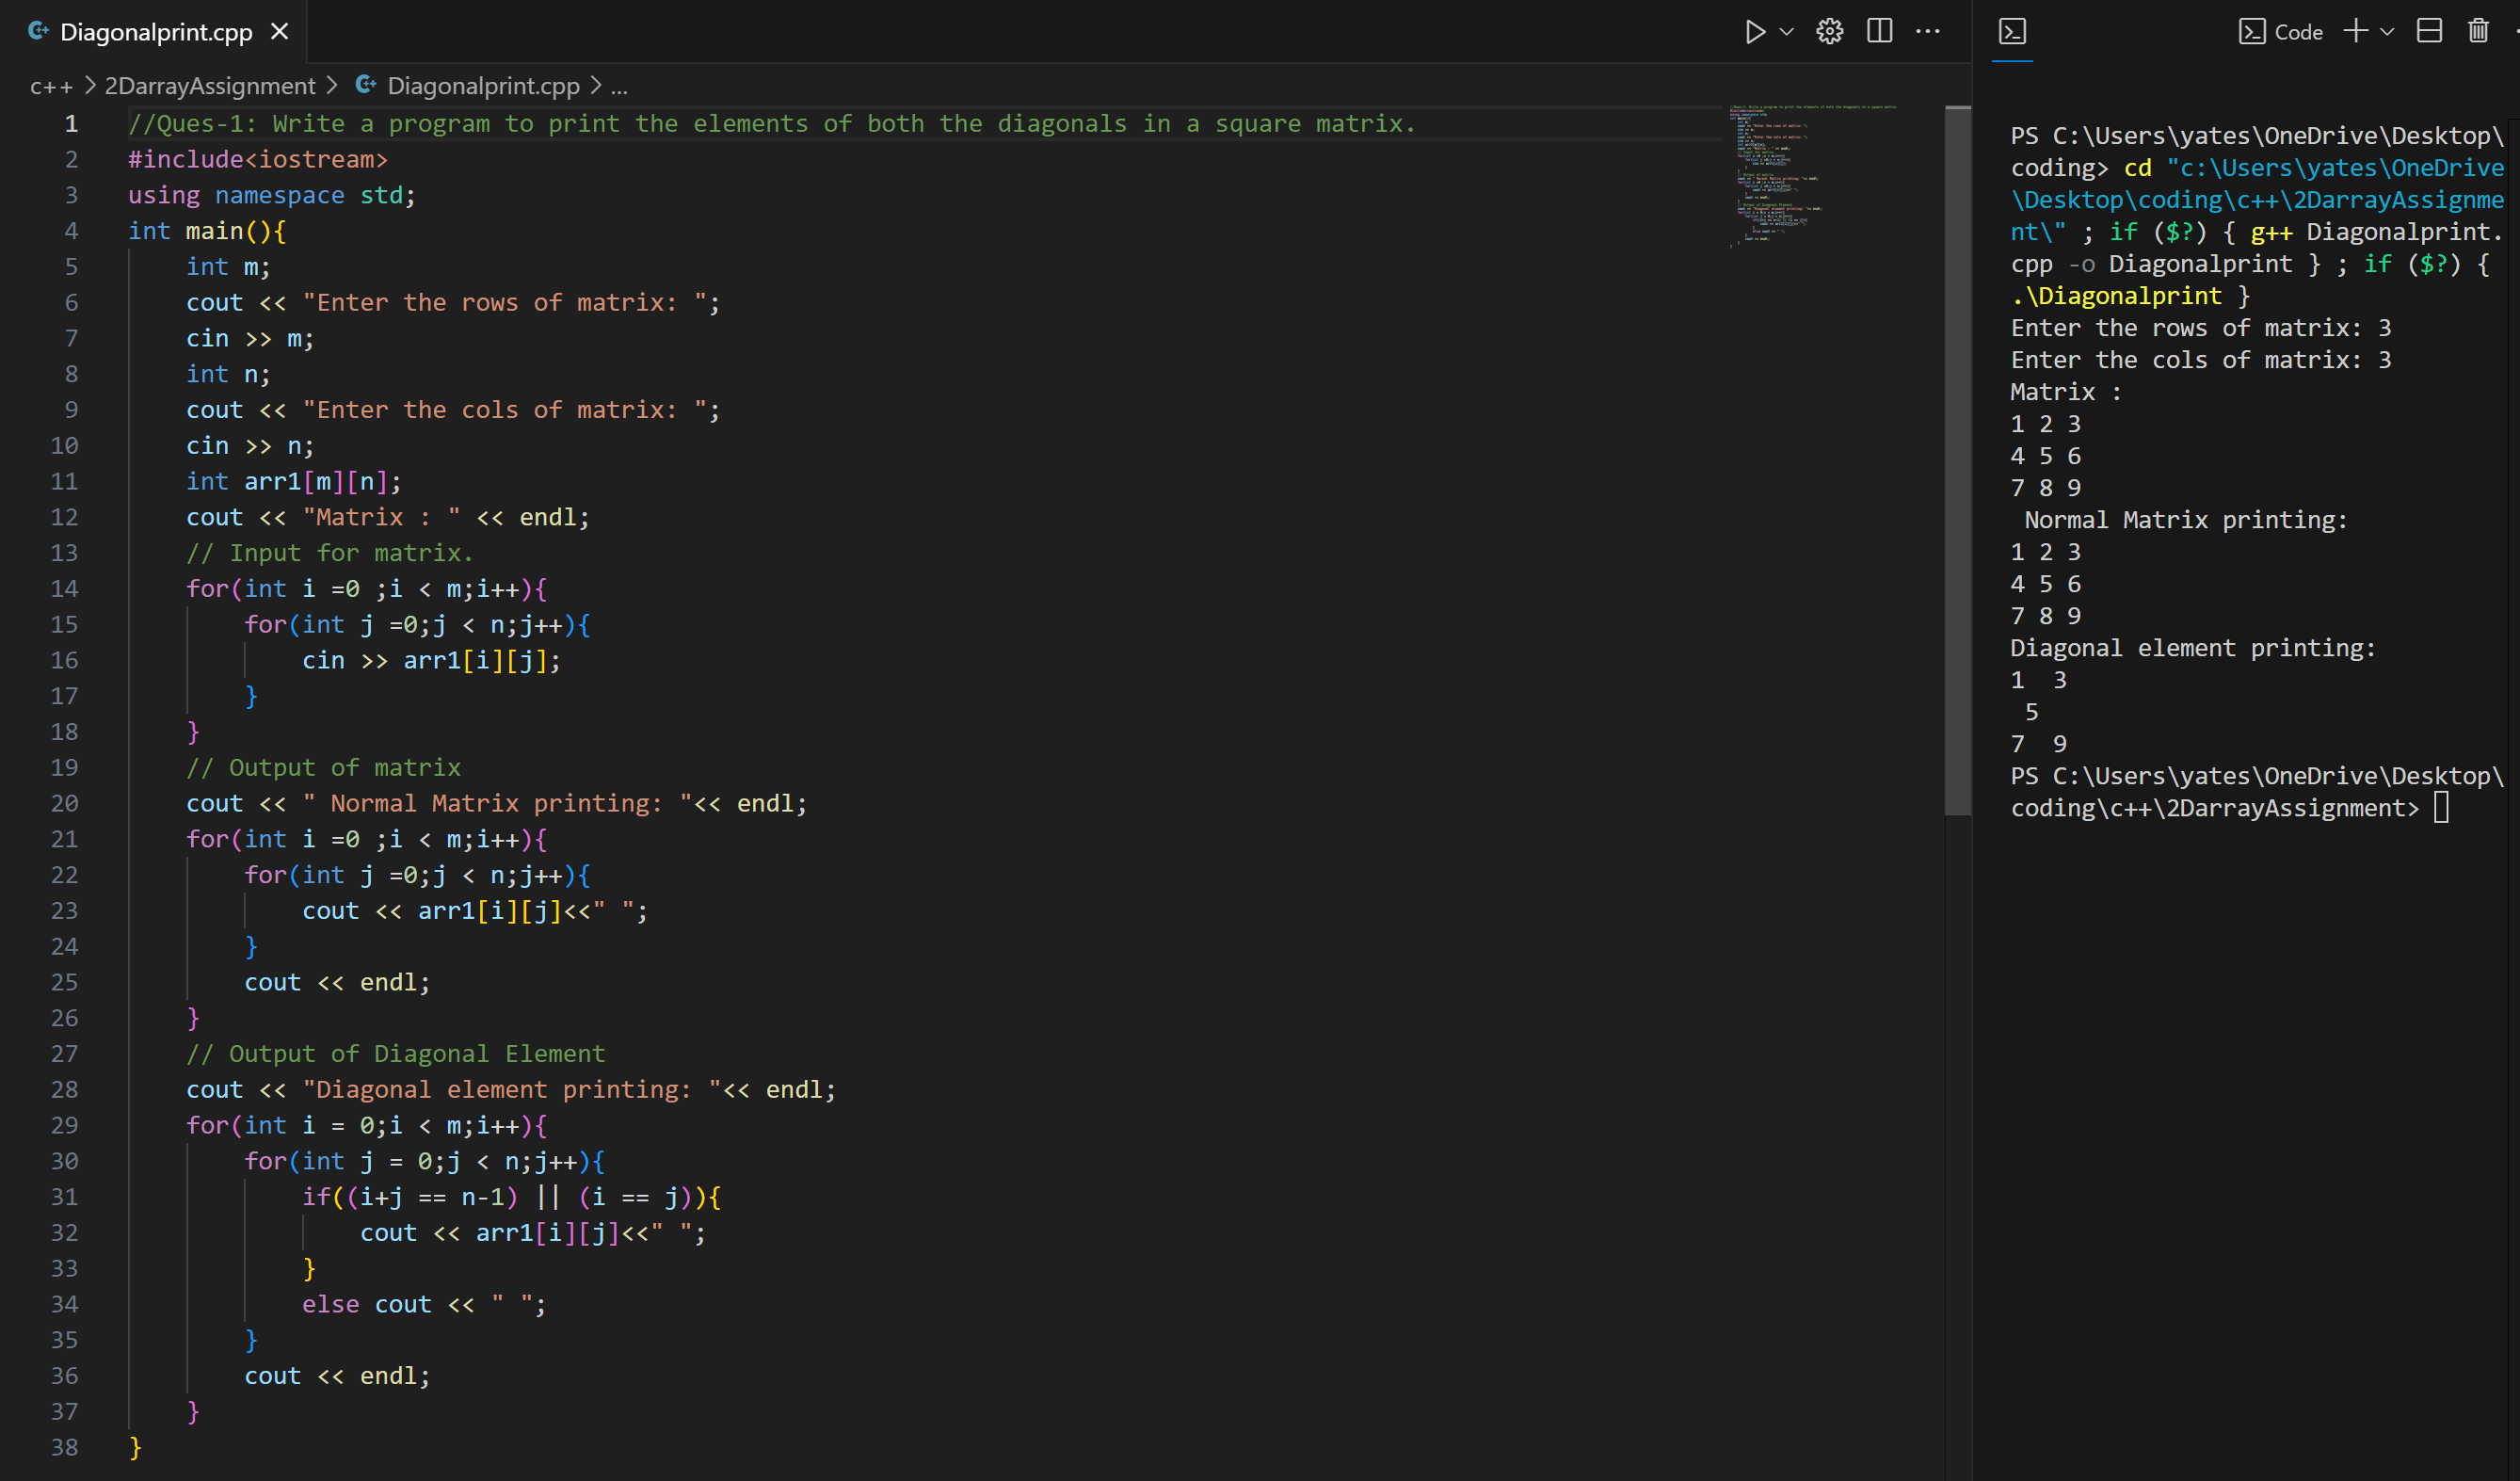 Diagonalprint.cpp
c++ > 2DarrayAssignment > Diagonalprint.cpp > ...
1 //Ques-1: Write a program to print the elements of both the diagonals in a square matrix.
2 #include<iostream>
3 using namespace std;
4 int main(){
5     int m;
6     cout << "Enter the rows of matrix: ";
7     cin >> m;
8     int n;
9     cout << "Enter the cols of matrix: ";
10     cin >> n;
11     int arr1[m][n];
12     cout << "Matrix : " << endl;
13     // Input for matrix.
14     for(int i =0 ;i < m;i++){
15         for(int j =0;j < n;j++){
16             cin >> arr1[i][j];
17         }
18     }
19     // Output of matrix
20     cout << " Normal Matrix printing: "<< endl;
21     for(int i =0 ;i < m;i++){
22         for(int j =0;j < n;j++){
23             cout << arr1[i][j]<<" ";
24         }
25         cout << endl;
26     }
27     // Output of Diagonal Element
28     cout << "Diagonal element printing: "<< endl;
29     for(int i = 0;i < m;i++){
30         for(int j = 0;j < n;j++){
31             if((i+j == n-1) || (i == j)){
32                 cout << arr1[i][j]<<" ";
33             }
34             else cout << " ";
35         }
36         cout << endl;
37     }
38 }
Code
PS C:\Users\yates\OneDrive\Desktop\
coding> cd "c:\Users\yates\OneDrive
\Desktop\coding\c++\2DarrayAssignme
nt\" ; if ($?) { g++ Diagonalprint.
cpp -o Diagonalprint } ; if ($?) {
.\Diagonalprint }
Enter the rows of matrix: 3
Enter the cols of matrix: 3
Matrix :
1 2 3
4 5 6
7 8 9
 Normal Matrix printing:
1 2 3
4 5 6
7 8 9
Diagonal element printing:
1  3
 5
7  9
PS C:\Users\yates\OneDrive\Desktop\
coding\c++\2DarrayAssignment>